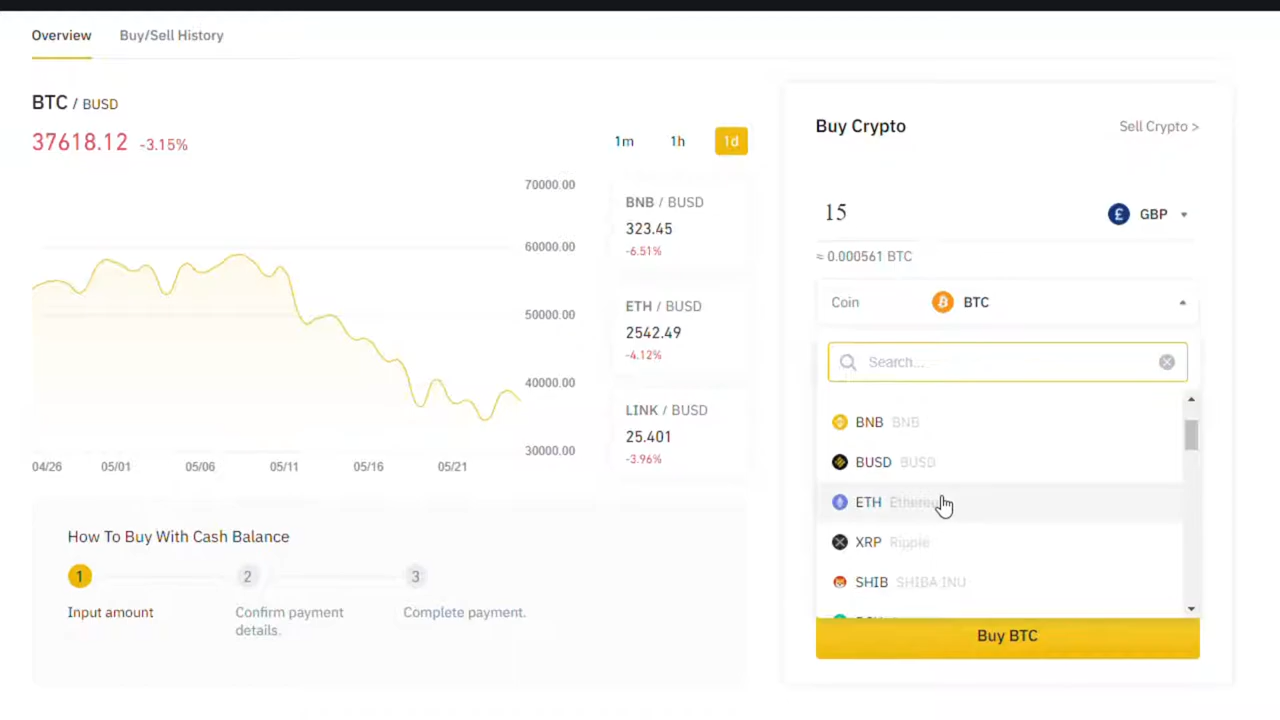 Overview Buy/Sell History
BTC / BUSD
37618.12 -3.15%
1m 1h 1d
70000.00
60000.00
50000.00
40000.00
30000.00
04/26 05/01 05/06 05/11 05/16 05/21
BNB / BUSD
323.45
-6.51%
ETH / BUSD
2542.49
-4.12%
LINK / BUSD
25.401
-3.96%
How To Buy With Cash Balance
1 2 3
Input amount
Confirm payment
details.
Complete payment.
Buy Crypto Sell Crypto >
15 £ GBP
≈ 0.000561 BTC
Coin BTC
Search...
BNB BNB
BUSD BUSD
ETH
XRP Ripple
SHIB SHIBA INU
Buy BTC